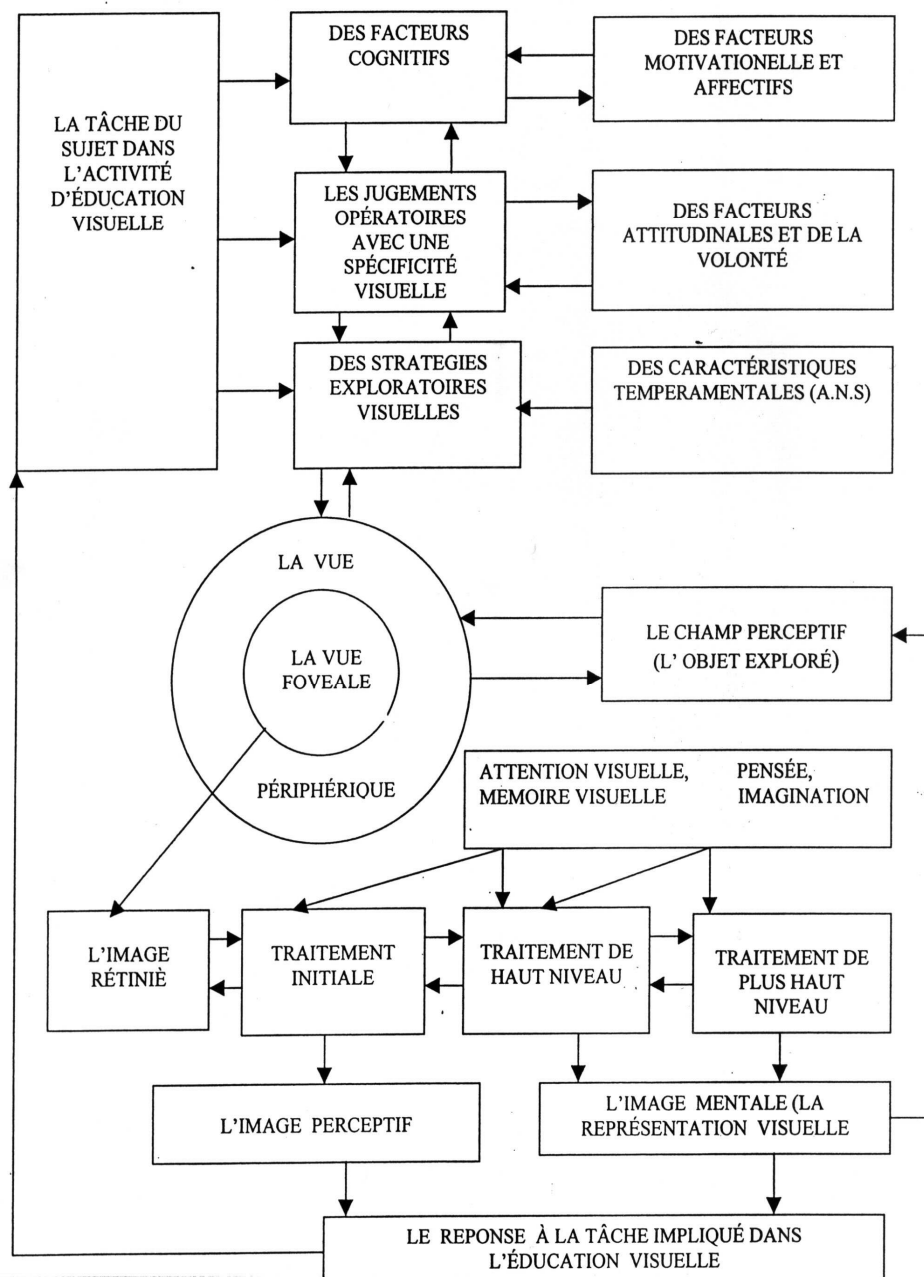 DES FACTEURS
COGNITIFS
DES FACTEURS
MOTIVATIONELLE ET
AFFECTIFS
LA TÂCHE DU
SUJET DANS
L'ACTIVITÉ
D'ÉDUCATION
VISUELLE
LES JUGEMENTS
OPÉRATOIRES
AVEC UNE
SPÉCIFICITÉ
VISUELLE
DES FACTEURS
ATTITUDINALES ET DE LA
VOLONTÉ
DES STRATEGIES
EXPLORATOIRES
VISUELLES
DES CARACTÉRISTIQUES
TEMPERAMENTALES (A.N.S)
LA VUE
LA VUE
FOVEALE
PÉRIPHÉRIQUE
LE CHAMP PERCEPTIF
(L' OBJET EXPLORÉ)
ATTENTION VISUELLE, PENSÉE,
MEMOIRE VISUELLE IMAGINATION
L'IMAGE
RÉTINIÈ
TRAITEMENT
INITIALE
TRAITEMENT DE
HAUT NIVEAU
TRAITEMENT DE
PLUS HAUT
NIVEAU
L'IMAGE PERCEPTIF
L'IMAGE MENTALE (LA
REPRÉSENTATION VISUELLE
LE REPONSE À LA TÂCHE IMPLIQUÉ DANS
L'ÉDUCATION VISUELLE